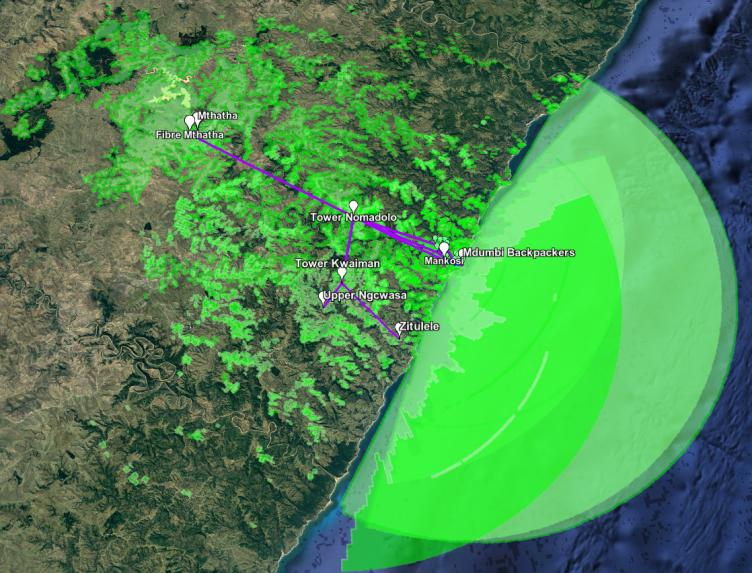 Mthatha
Fibre Mthatha
Tower Nomadolo
Mdumbi Backpackers
Mankosi
Tower Kwaiman
Upper Ngcwasa
Zitulele